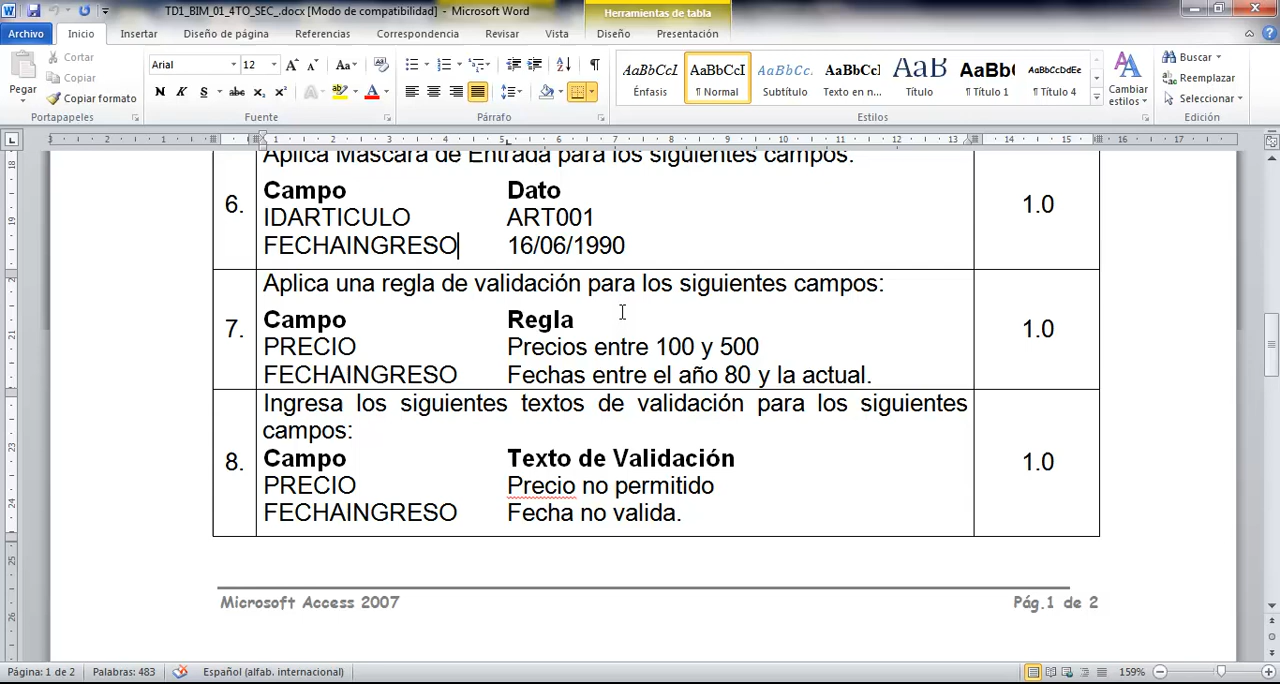 TD1_BIM_01_4TO_SEC_.docx [Modo de compatibilidad] - Microsoft Word
Herramientas de tabla
Archivo Inicio Insertar Diseño de página Referencias Correspondencia Revisar Vista Diseño Presentación
Pegar
Cortar
Copiar
Copiar formato
Portapapeles
Arial 12
Fuente
Párrafo
AaBbCcI AaBbCcI AaBbCc. AaBbCcl AaB AaBb( AaBbCcDdEe
Énfasis ¶ Normal Subtítulo Texto en n... Título ¶ Título 1 ¶ Título 4
Estilos
Cambiar estilos
Buscar
Reemplazar
Seleccionar
Edición
Aplica Máscara de Entrada para los siguientes campos:
6. Campo Dato 1.0
IDARTICULO ART001
FECHAINGRESO 16/06/1990
Aplica una regla de validación para los siguientes campos:
7. Campo Regla 1.0
PRECIO Precios entre 100 y 500
FECHAINGRESO Fechas entre el año 80 y la actual.
Ingresa los siguientes textos de validación para los siguientes
campos:
8. Campo Texto de Validación 1.0
PRECIO Precio no permitido
FECHAINGRESO Fecha no valida.
Microsoft Access 2007 Pág.1 de 2
Página: 1 de 2 Palabras: 483 Español (alfab. internacional) 159%